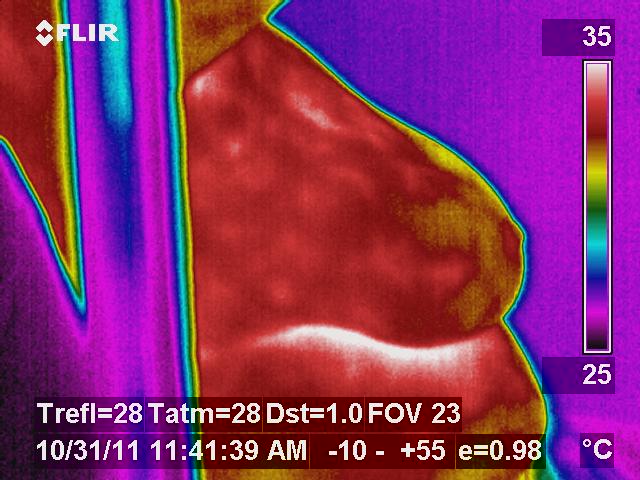 FLIR
35
25
Trefl=28 Tatm=28 Dst=1.0 FOV 23
10/31/11 11:41:39 AM -10 - +55 e=0.98 °C